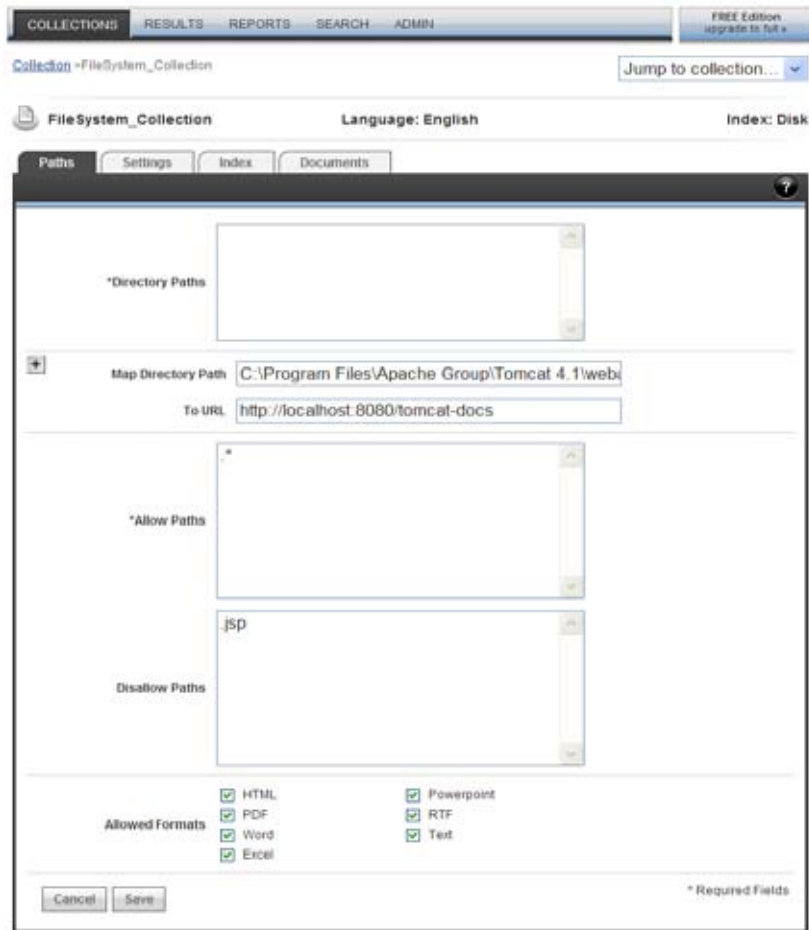 COLLECTIONS RESULTS REPORTS SEARCH ADMIN
FREE Edition
upgrade to full »
Collection »FileSystem_Collection
Jump to collection...
FileSystem_Collection Language: English Index: Disk
Paths Settings Index Documents
?
*Directory Paths
+
Map Directory Path C:\Program Files\Apache Group\Tomcat 4.1\weba
To URL http://localhost:8080/tomcat-docs
.*
*Allow Paths
.jsp
Disallow Paths
Allowed Formats
HTML Powerpoint
PDF RTF
Word Text
Excel
Cancel Save
* Required Fields